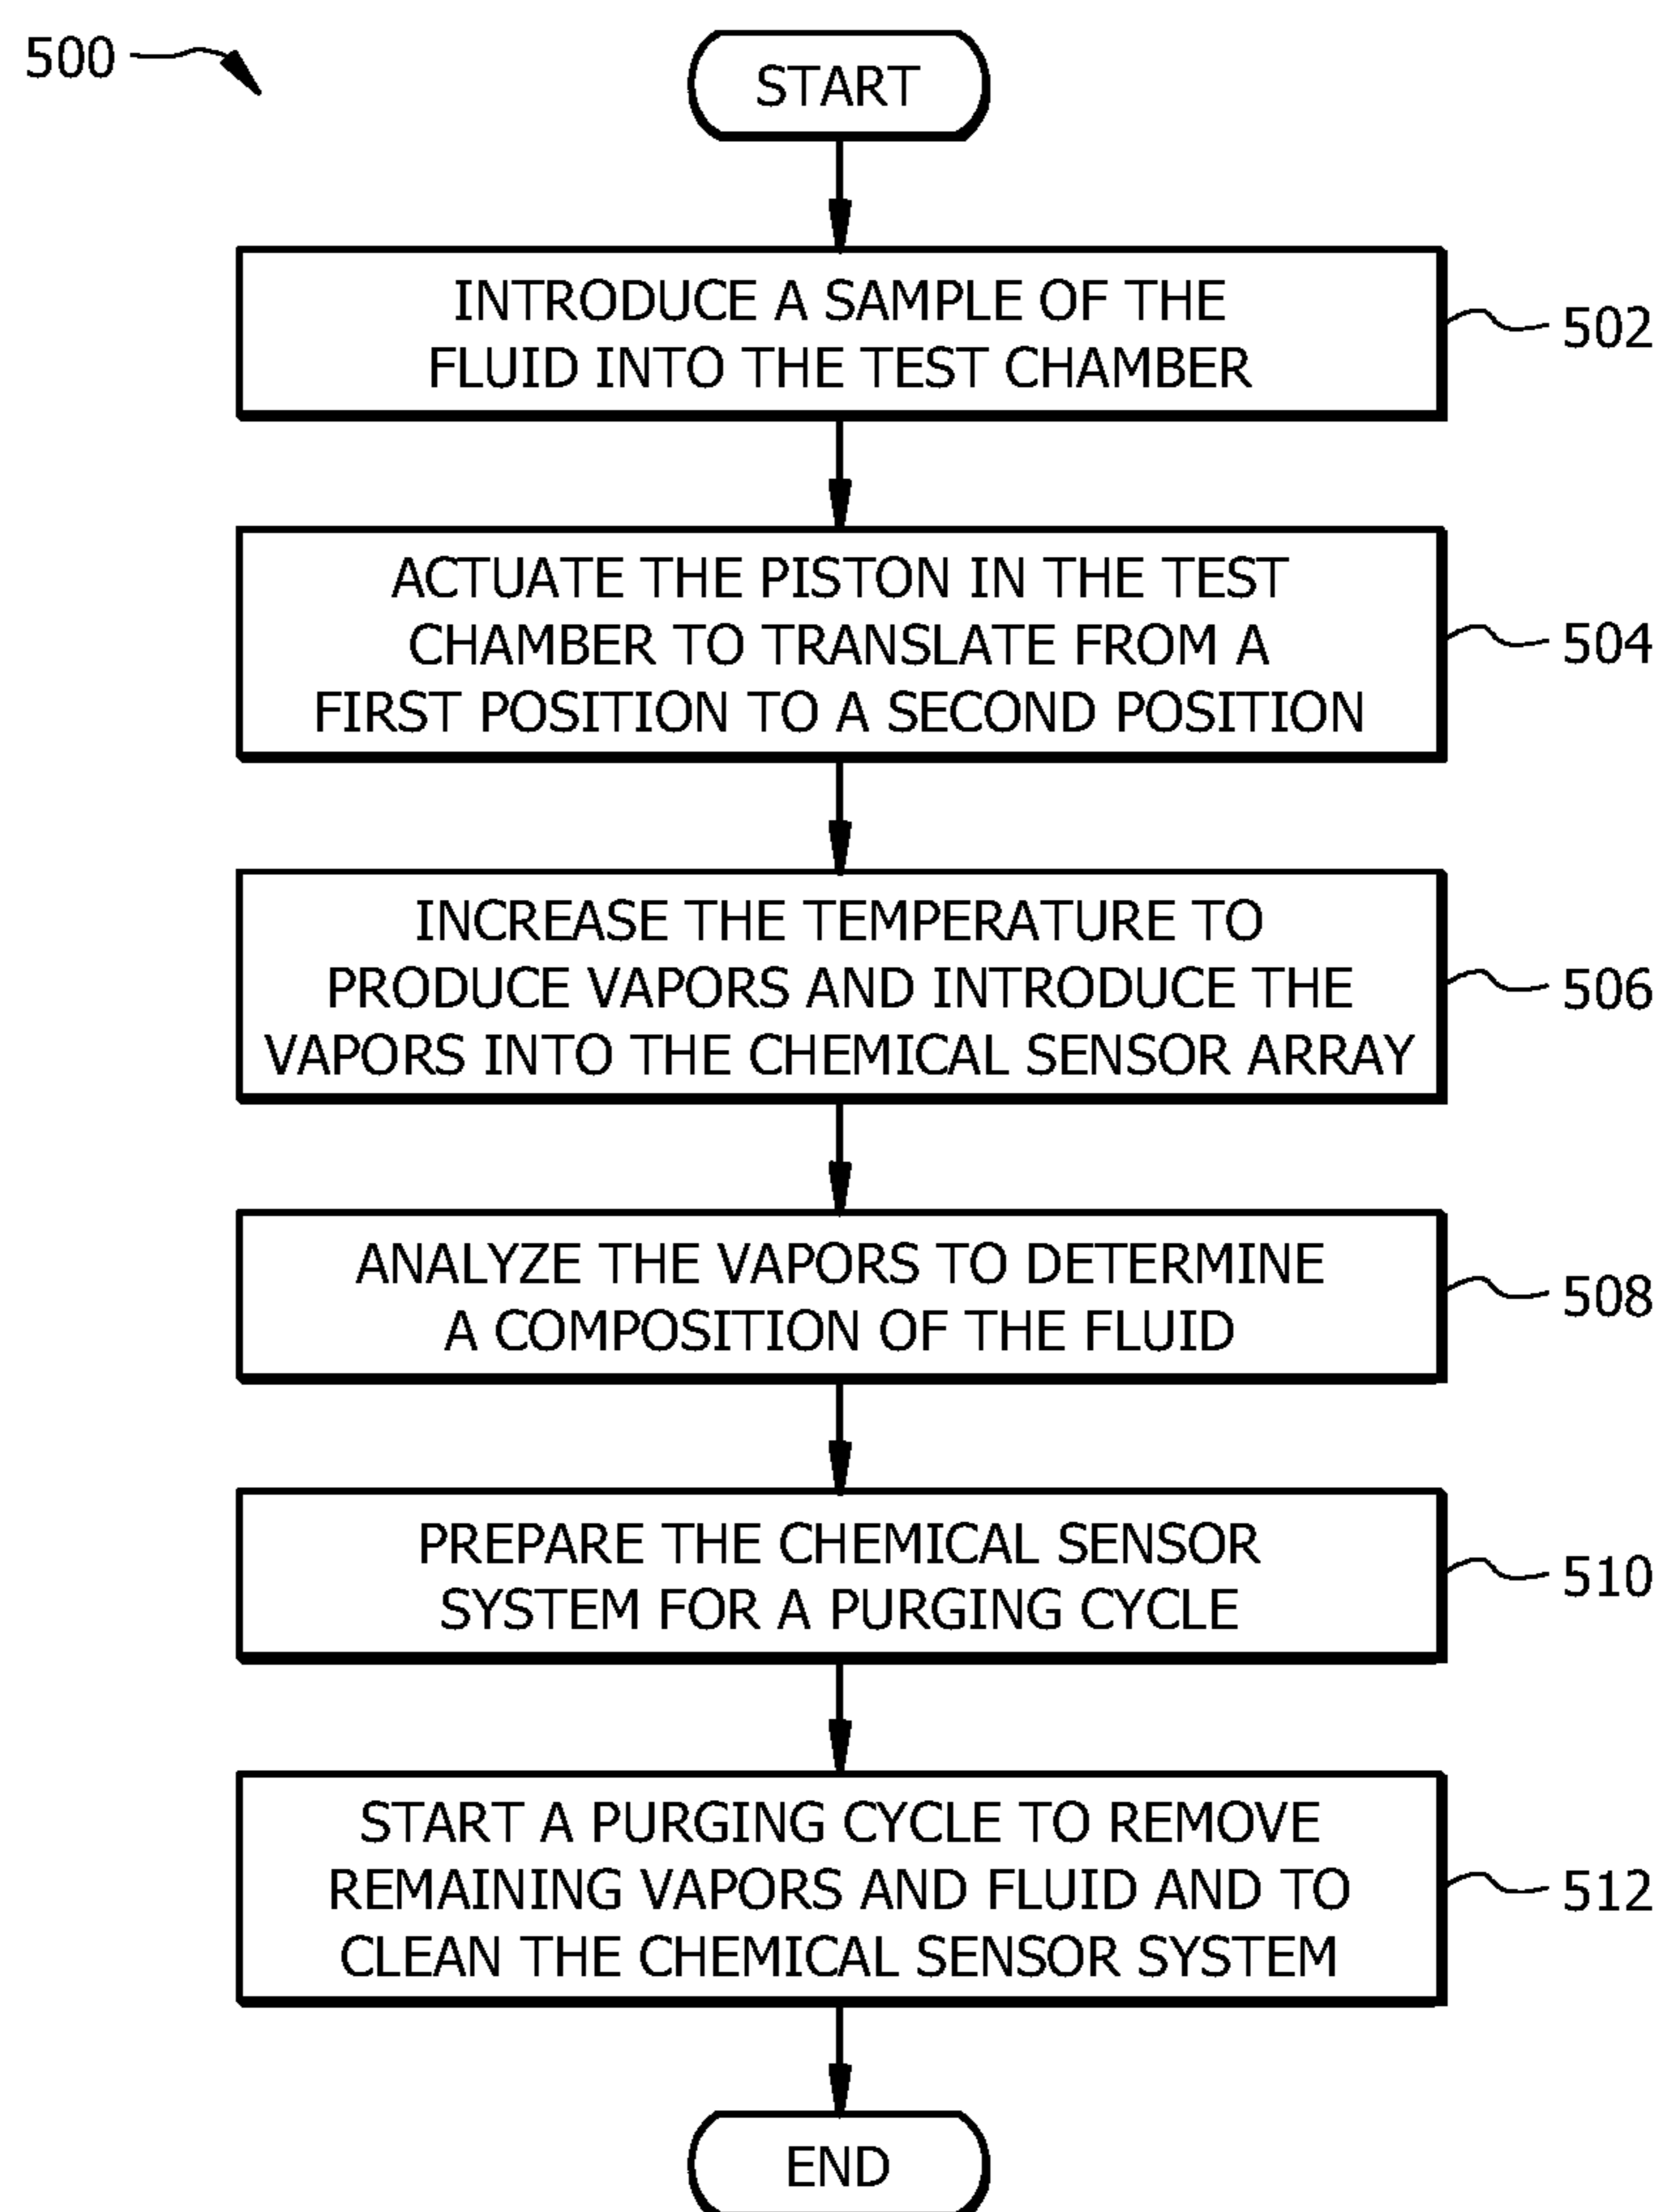 500
START
INTRODUCE A SAMPLE OF THE
FLUID INTO THE TEST CHAMBER
502
ACTUATE THE PISTON IN THE TEST
CHAMBER TO TRANSLATE FROM A
FIRST POSITION TO A SECOND POSITION
504
INCREASE THE TEMPERATURE TO
PRODUCE VAPORS AND INTRODUCE THE
VAPORS INTO THE CHEMICAL SENSOR ARRAY
506
ANALYZE THE VAPORS TO DETERMINE
A COMPOSITION OF THE FLUID
508
PREPARE THE CHEMICAL SENSOR
SYSTEM FOR A PURGING CYCLE
510
START A PURGING CYCLE TO REMOVE
REMAINING VAPORS AND FLUID AND TO
CLEAN THE CHEMICAL SENSOR SYSTEM
512
END